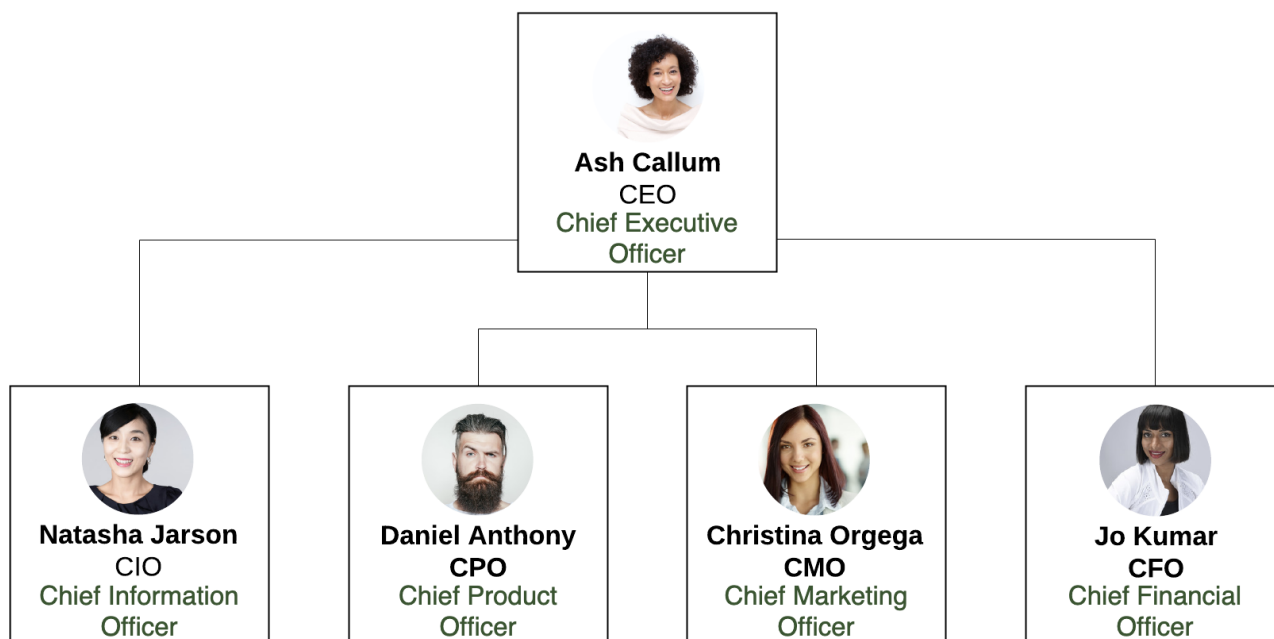 Ash Callum
CEO
Chief Executive
Officer
Natasha Jarson
CIO
Chief Information
Officer
Daniel Anthony
CPO
Chief Product
Officer
Christina Orgega
CMO
Chief Marketing
Officer
Jo Kumar
CFO
Chief Financial
Officer